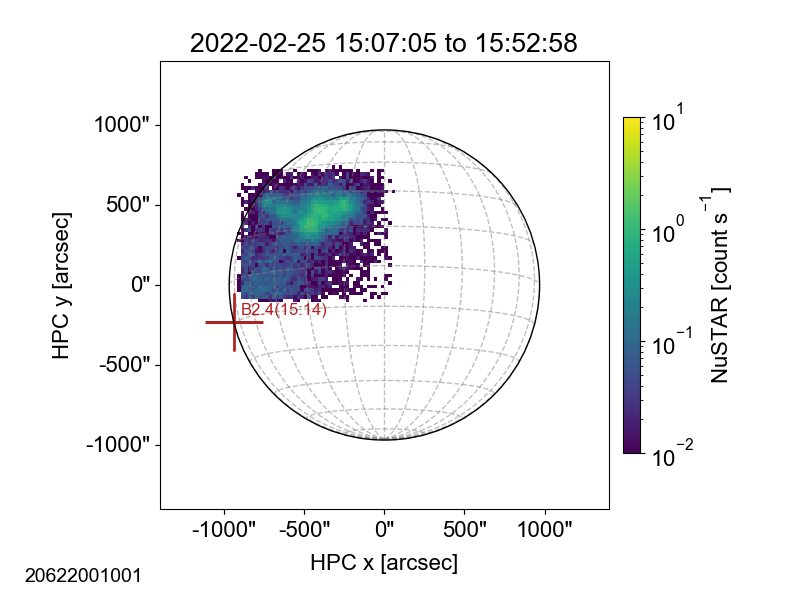 2022-02-25 15:07:05 to 15:52:58
1000"
500"
0"
-500"
-1000"
HPC y [arcsec]
B2.4(15:14)
-1000" -500" 0" 500" 1000"
HPC x [arcsec]
10¹
10⁰
10⁻¹
10⁻²
NuSTAR [count s⁻¹]
20622001001